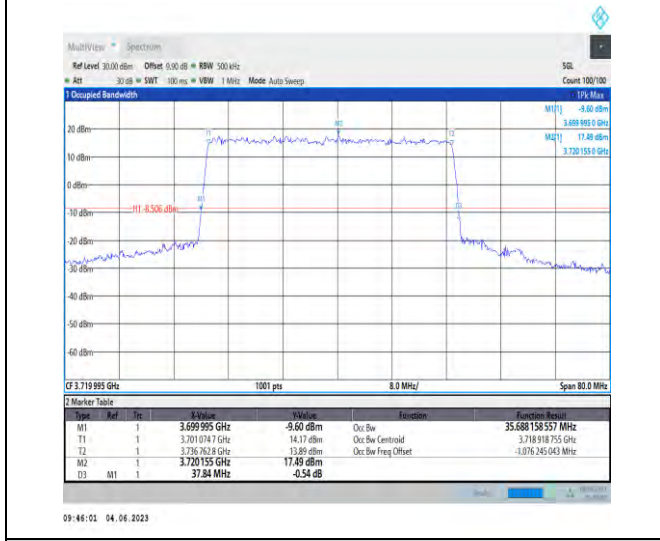 MultiView Spectrum
Ref Level 30.00 dBm Offset 9.90 dB RBW 500 kHz SGL
Att 30 dB SWT 100 ms VBW 1 MHz Mode Auto Sweep Count 100/100
1 Occupied Bandwidth 1Pk Max
M1[1] -9.60 dBm
3.699 995 0 GHz
M2[1] 17.49 dBm
3.720 155 0 GHz
20 dBm
10 dBm
0 dBm
-10 dBm
H1 -8.506 dBm
-20 dBm
-30 dBm
-40 dBm
-50 dBm
-60 dBm
T1
M2
T2
M1
D3
CF 3.719 995 GHz 1001 pts 8.0 MHz/ Span 80.0 MHz
2 Marker Table
Type Ref Trc X-Value Y-Value Function Function Result
M1 1 3.699995 GHz -9.60 dBm Occ Bw 35.688 158 557 MHz
T1 1 3.701 074 7 GHz 14.17 dBm Occ Bw Centroid 3.718 918 755 GHz
T2 1 3.736 762 8 GHz 13.89 dBm Occ Bw Freq Offset -1.076 245 043 MHz
M2 1 3.720155 GHz 17.49 dBm
D3 M1 1 37.84 MHz -0.54 dB
09:46:01 04.06.2023